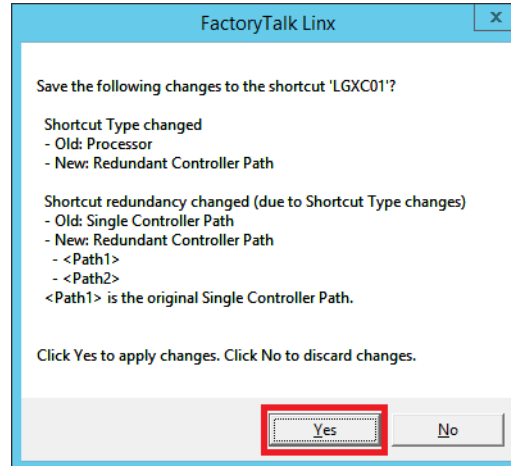 FactoryTalk Linx
x
Save the following changes to the shortcut 'LGXC01'?
Shortcut Type changed
- Old: Processor
- New: Redundant Controller Path
Shortcut redundancy changed (due to Shortcut Type changes)
- Old: Single Controller Path
- New: Redundant Controller Path
- <Path1>
- <Path2>
<Path1> is the original Single Controller Path.
Click Yes to apply changes. Click No to discard changes.
Yes
No